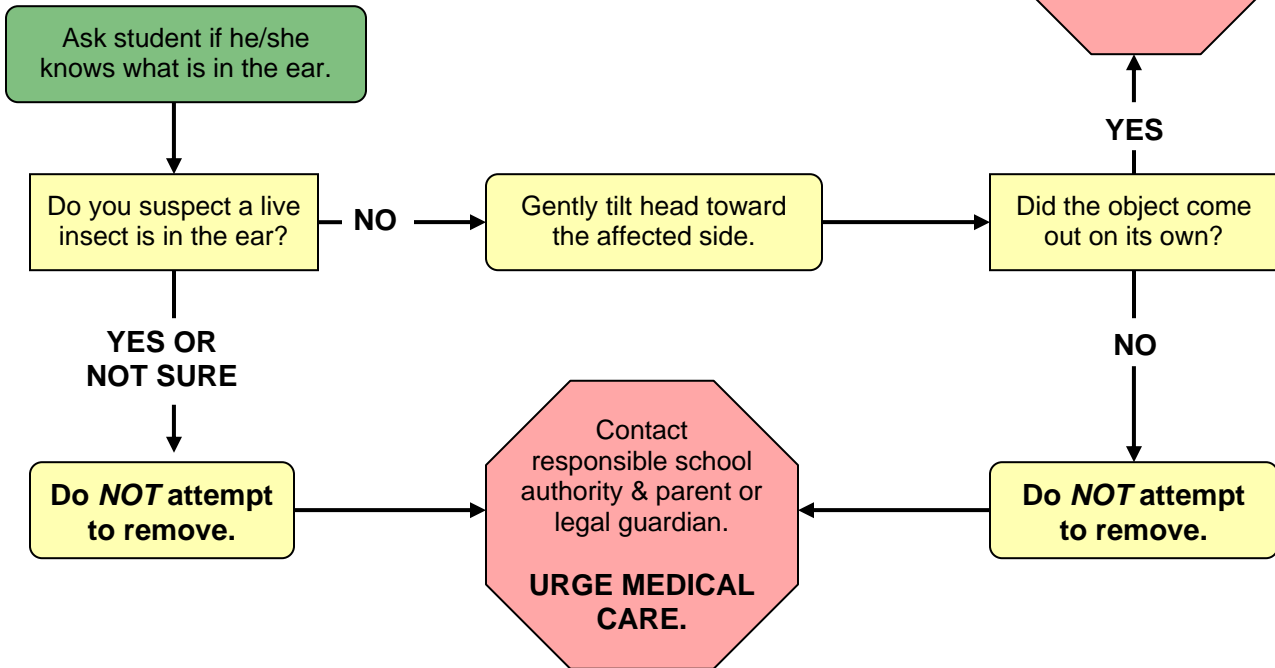 Ask student if he/she
knows what is in the ear.
YES
Do you suspect a live
insect is in the ear?
NO
Gently tilt head toward
the affected side.
Did the object come
out on its own?
YES OR
NOT SURE
NO
Contact
responsible school
authority & parent or
legal guardian.
URGE MEDICAL
CARE.
Do NOT attempt
to remove.
Do NOT attempt
to remove.